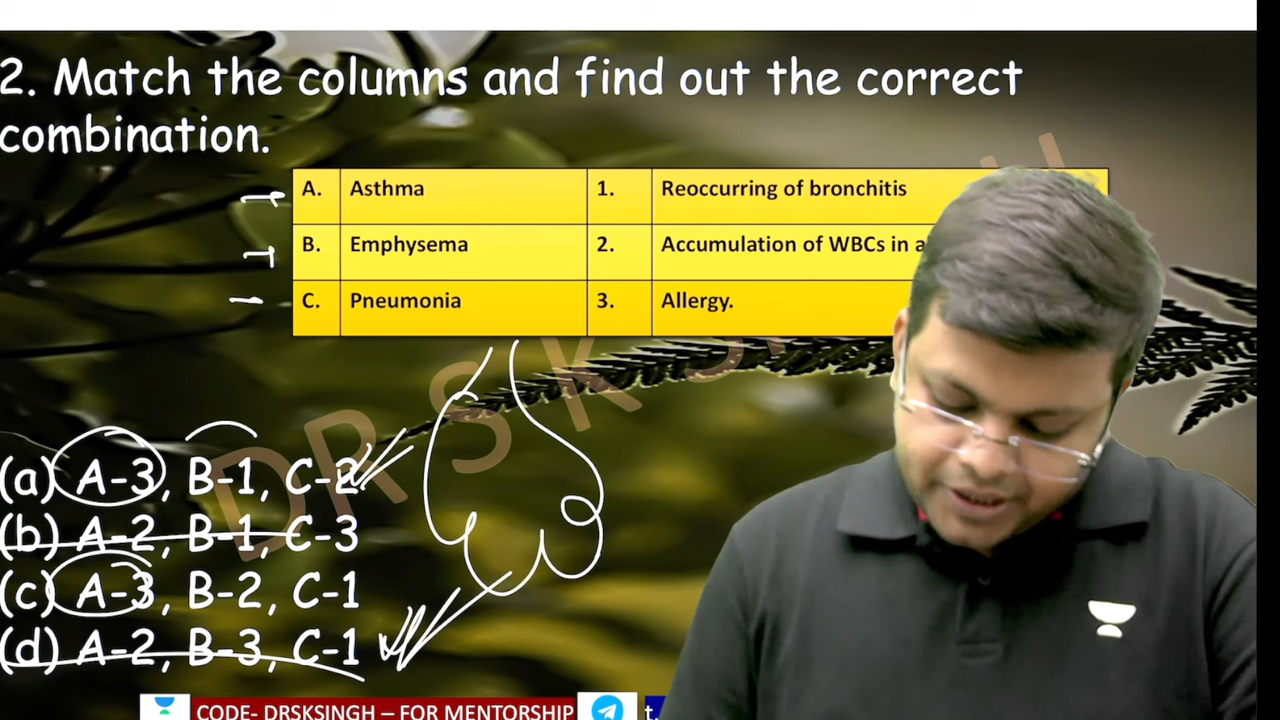 2. Match the columns and find out the correct
combination.
A. Asthma 1. Reoccurring of bronchitis
B. Emphysema 2. Accumulation of WBCs in
C. Pneumonia 3. Allergy.
DR S K
(a) A-3, B-1, C-2
(b) A-2, B-1, C-3
(c) A-3, B-2, C-1
(d) A-2, B-3, C-1
CODE- DRSKSINGH – FOR MENTORSHIP t.